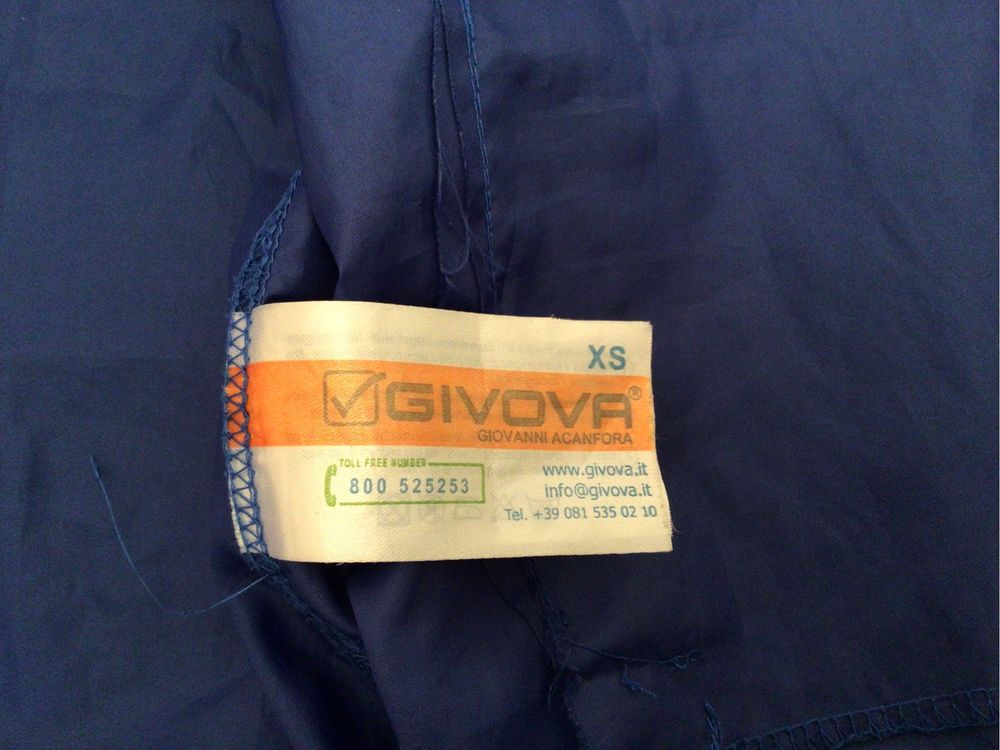 XS
GIVOVA®
GIOVANNI ACANFORA
TOLL FREE NUMBER
800 525253
www.givova.it
info@givova.it
Tel. +39 081 535 02 10